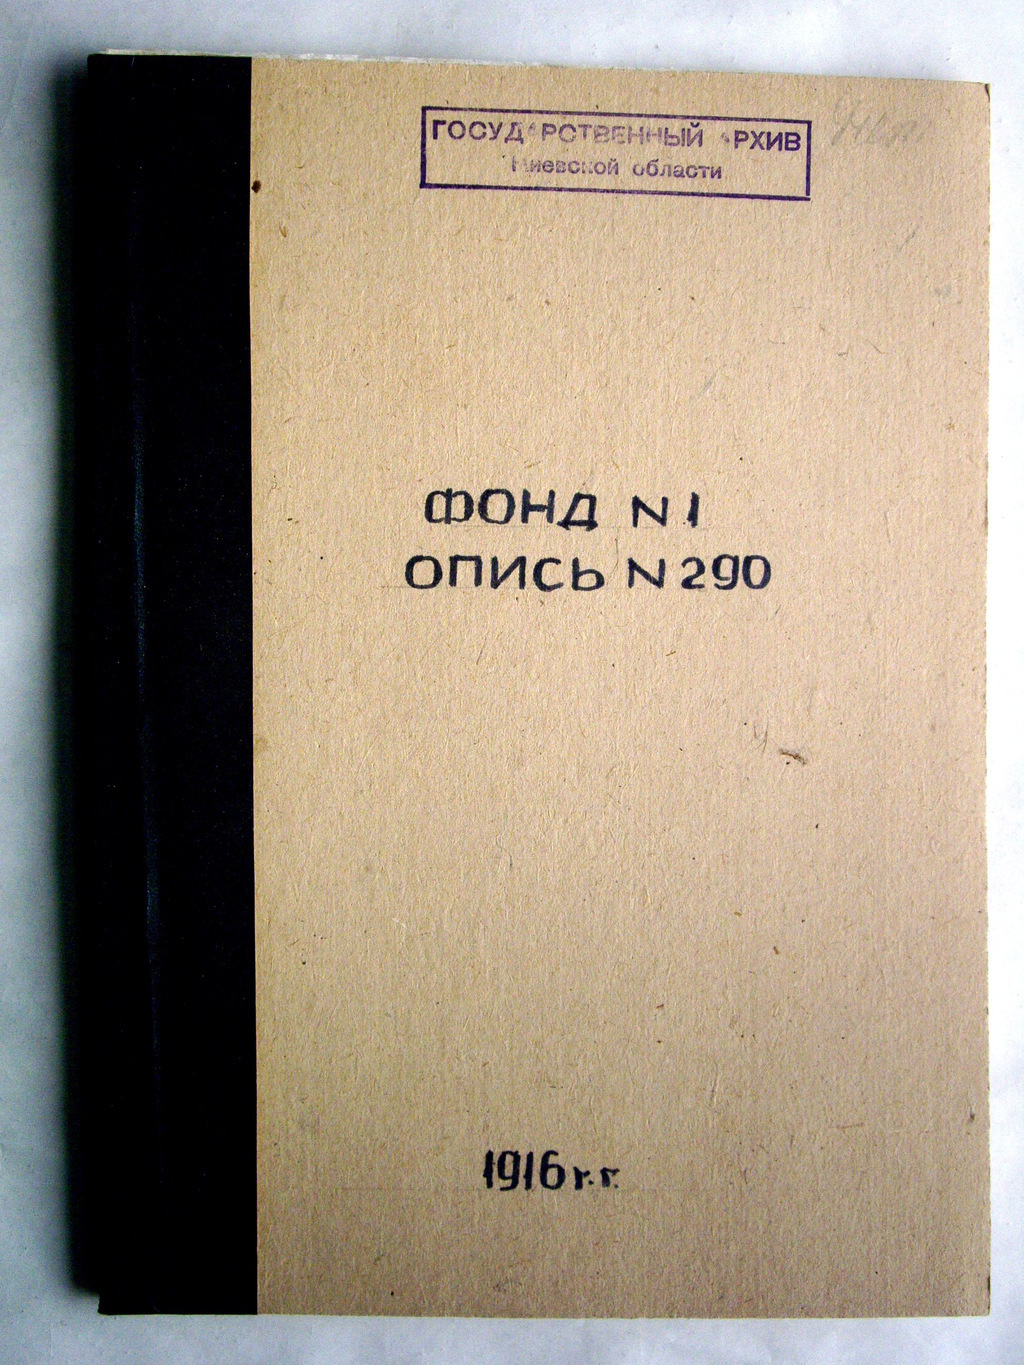 ГОСУДАРСТВЕННЫЙ АРХИВ
Киевской области
ФОНД N 1
ОПИСЬ N 290
1916 г.г.